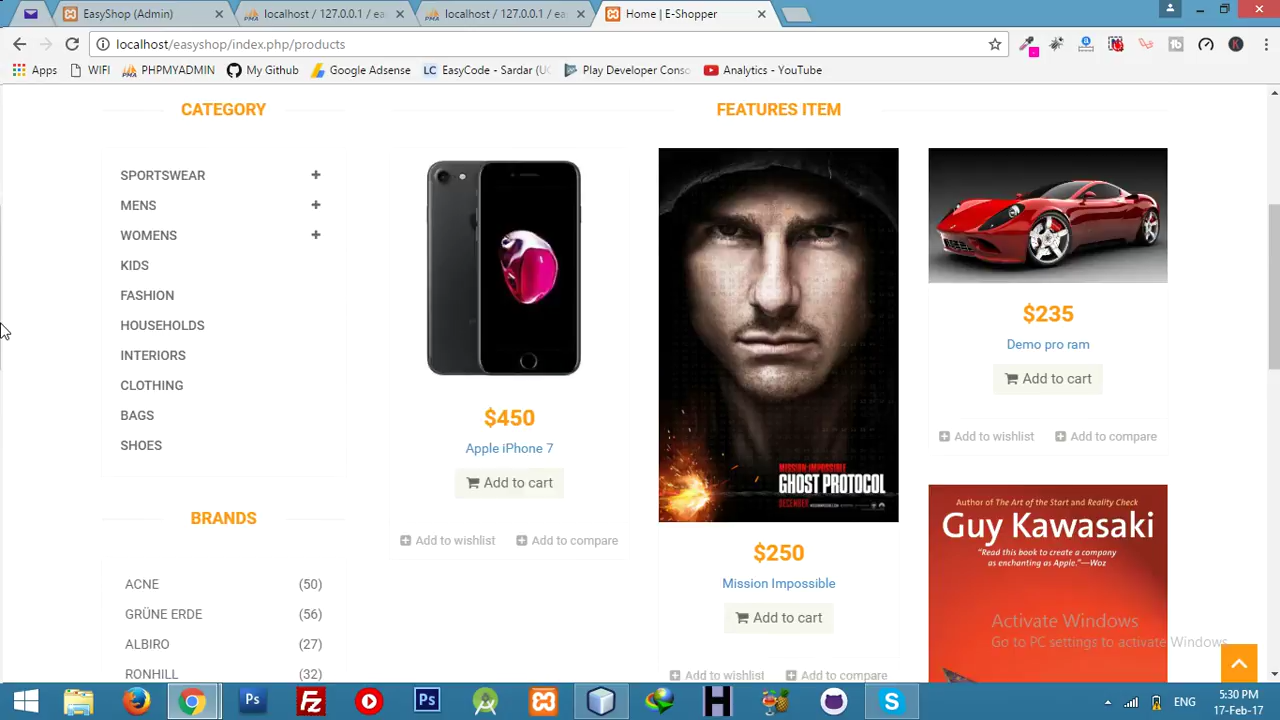 EasyShop
localhost / 127.0.0.1 / ea
localhost / 127.0.0.1 / ea
Home | E-Shopper
localhost/easyshop/index.php/products
Apps
WIFI
PHPMYADMIN
My Github
Google Adsense
EasyCode - Sardar (UC
Play Developer Conso
Analytics - YouTube
CATEGORY
SPORTSWEAR
MENS
WOMENS
KIDS
FASHION
HOUSEHOLDS
INTERIORS
CLOTHING
BAGS
SHOES
BRANDS
ACNE (50)
GRÜNE ERDE (56)
ALBIRO (27)
RONHILL (32)
FEATURES ITEM
$450
Apple iPhone 7
Add to cart
Add to wishlist Add to compare
MISSION: IMPOSSIBLE
GHOST PROTOCOL
DECEMBER
$250
Mission Impossible
Add to cart
Add to wishlist Add to compare
$235
Demo pro ram
Add to cart
Add to wishlist Add to compare
Author of The Art of the Start and Reality Check
Guy Kawasaki
“Read this book to create a company
as enchanting as Apple.”—Woz
Activate Windows
Go to PC settings to activate Windows.
ENG
5:30 PM
17-Feb-17